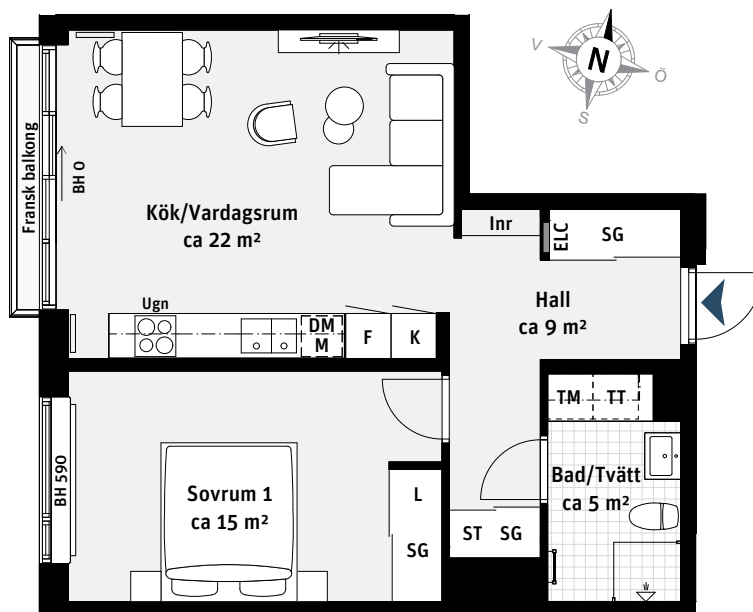 N
V
Ö
S
Fransk balkong
BH 0
Kök/Vardagsrum
ca 22 m²
Inr
ELC
SG
Hall
ca 9 m²
Ugn
DM
M
F
K
TM
TT
BH 590
Sovrum 1
ca 15 m²
L
SG
ST
SG
Bad/Tvätt
ca 5 m²